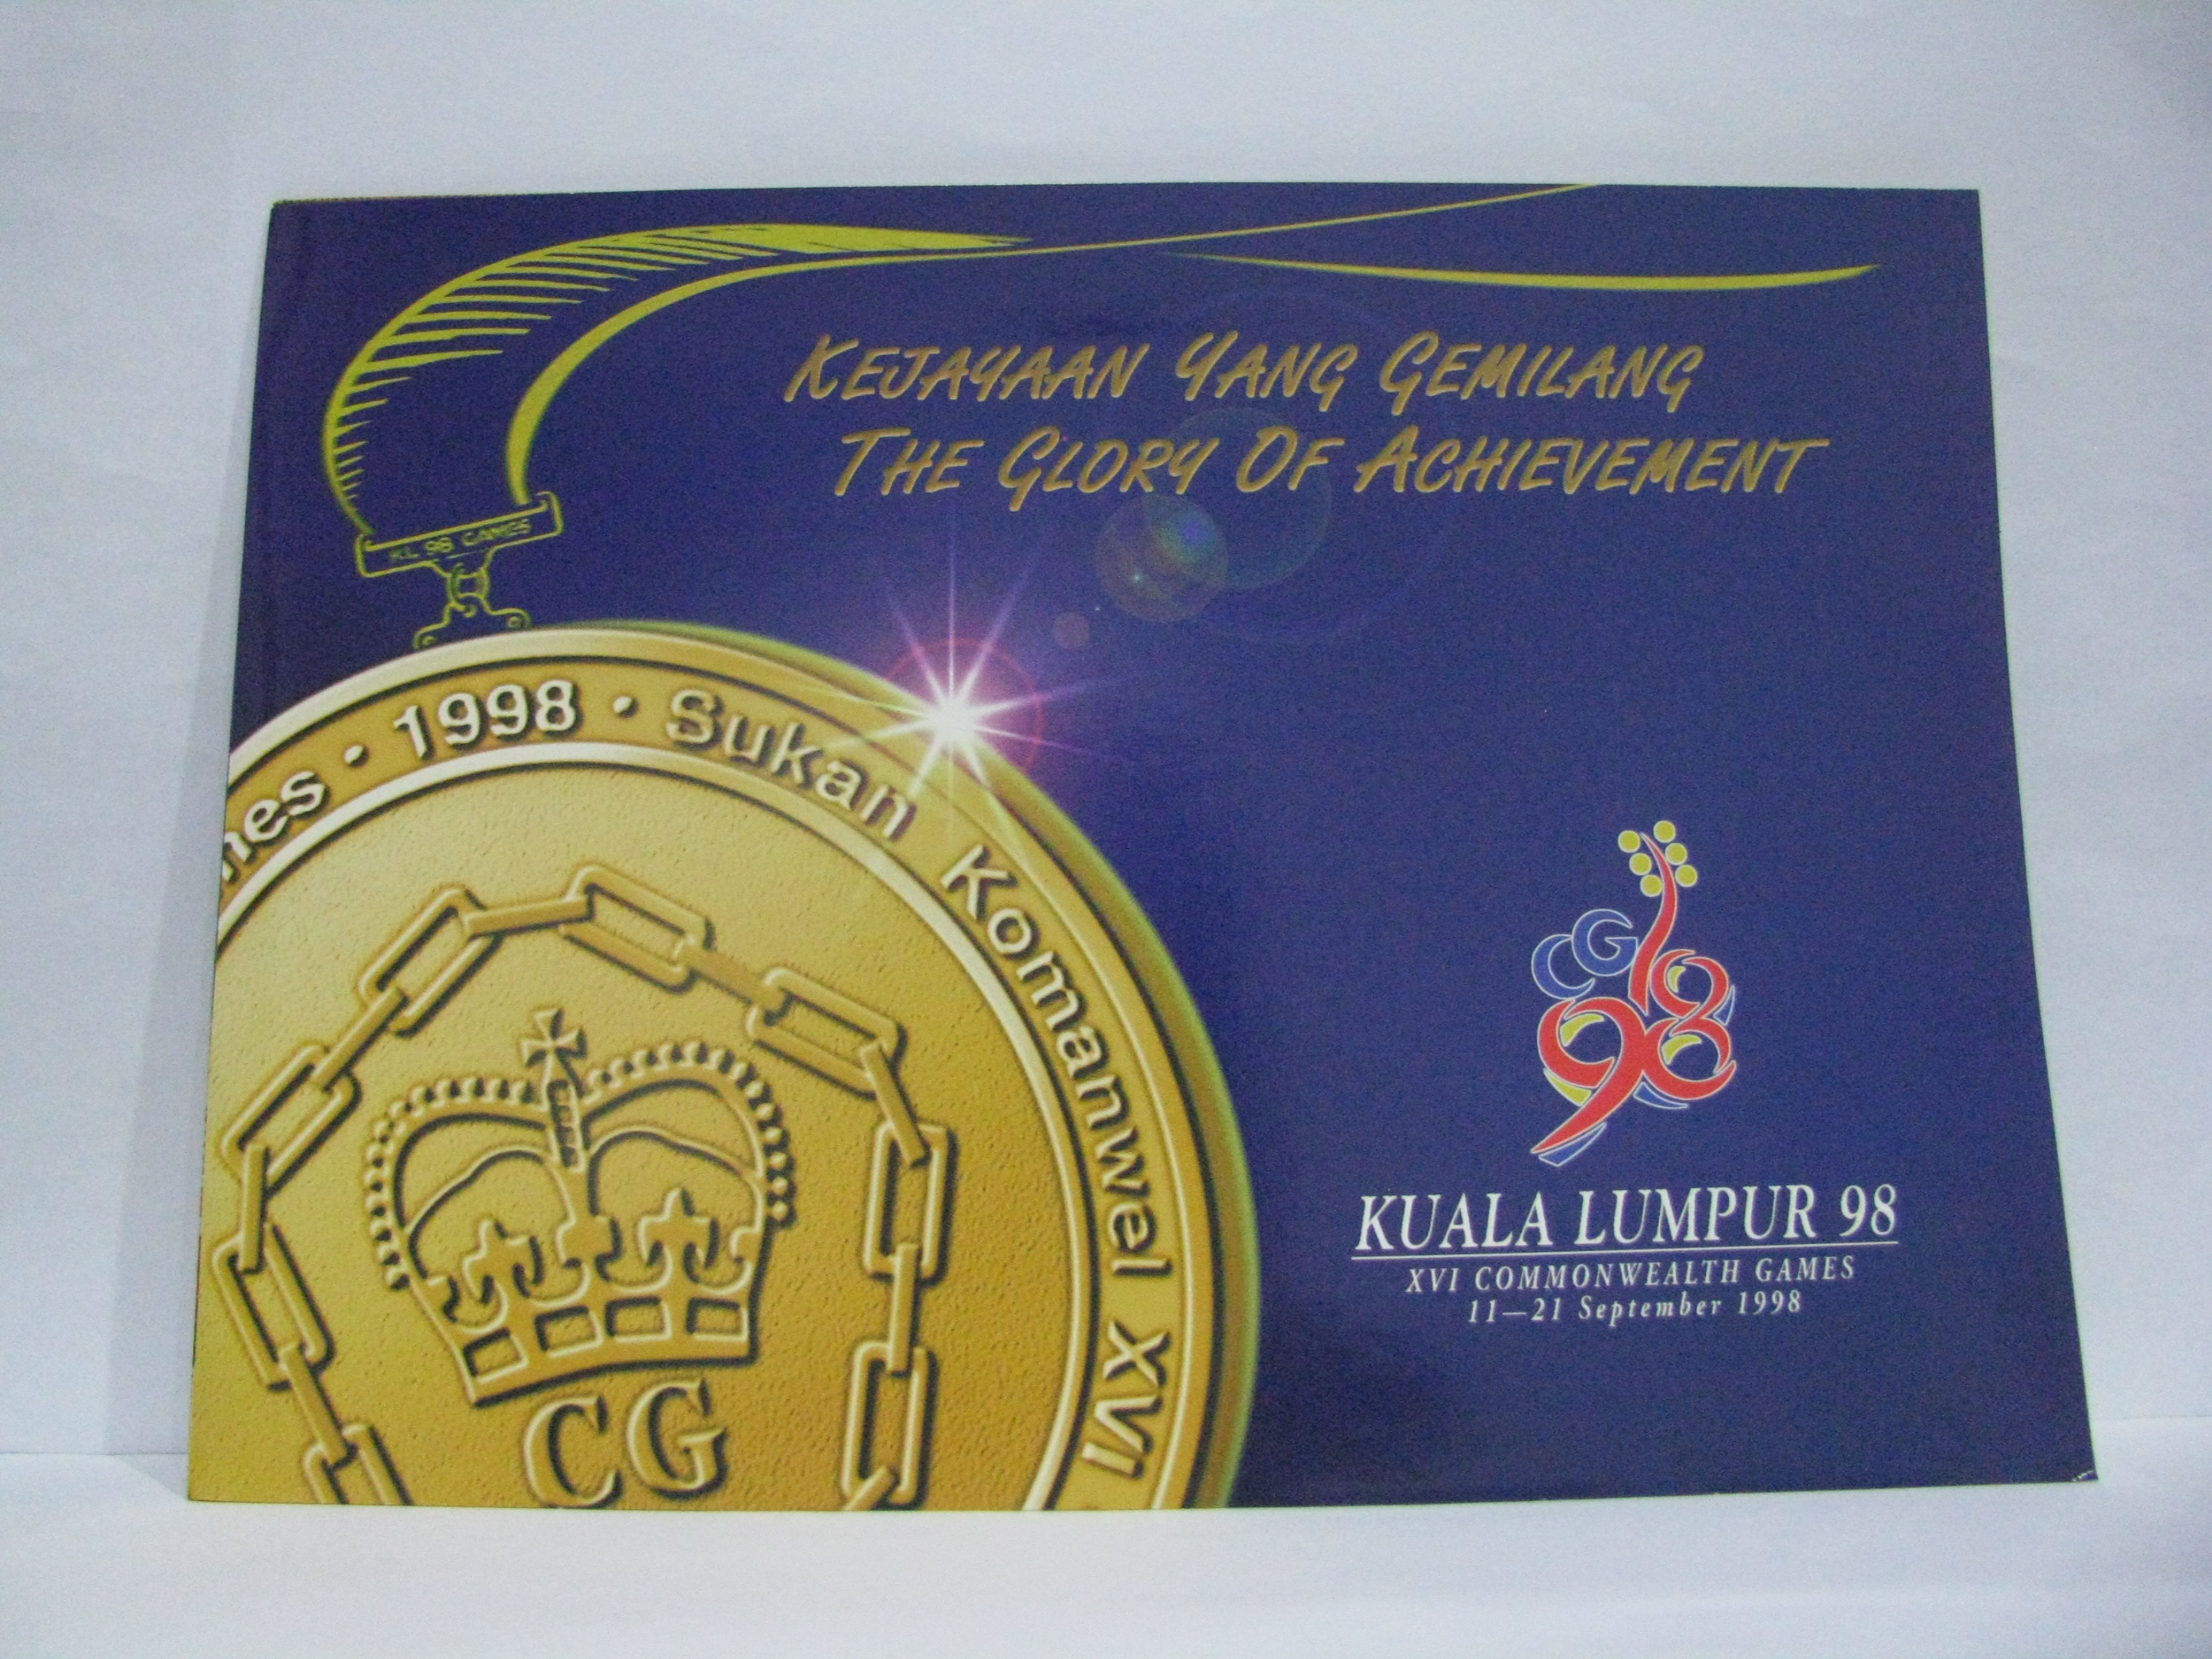 KEJAYAAN YANG GEMILANG
THE GLORY OF ACHIEVEMENT
KL 98 GAMES
1998 • Sukan Komanwel XVI
CG
CG
98
KUALA LUMPUR 98
XVI COMMONWEALTH GAMES
11—21 September 1998